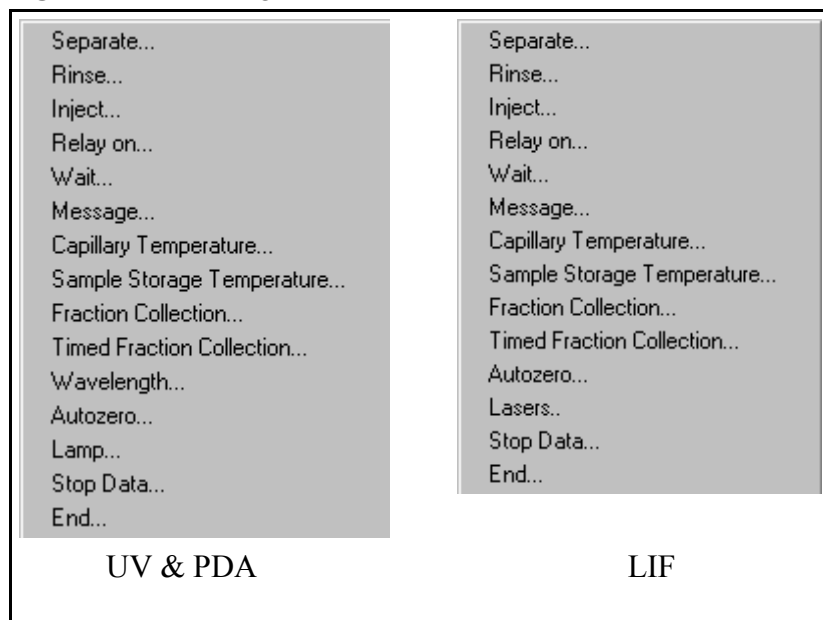 Separate...
Rinse...
Inject...
Relay on...
Wait...
Message...
Capillary Temperature...
Sample Storage Temperature...
Fraction Collection...
Timed Fraction Collection...
Wavelength...
Autozero...
Lamp...
Stop Data...
End...
UV & PDA
Separate...
Rinse...
Inject...
Relay on...
Wait...
Message...
Capillary Temperature...
Sample Storage Temperature...
Fraction Collection...
Timed Fraction Collection...
Autozero...
Lasers..
Stop Data...
End...
LIF